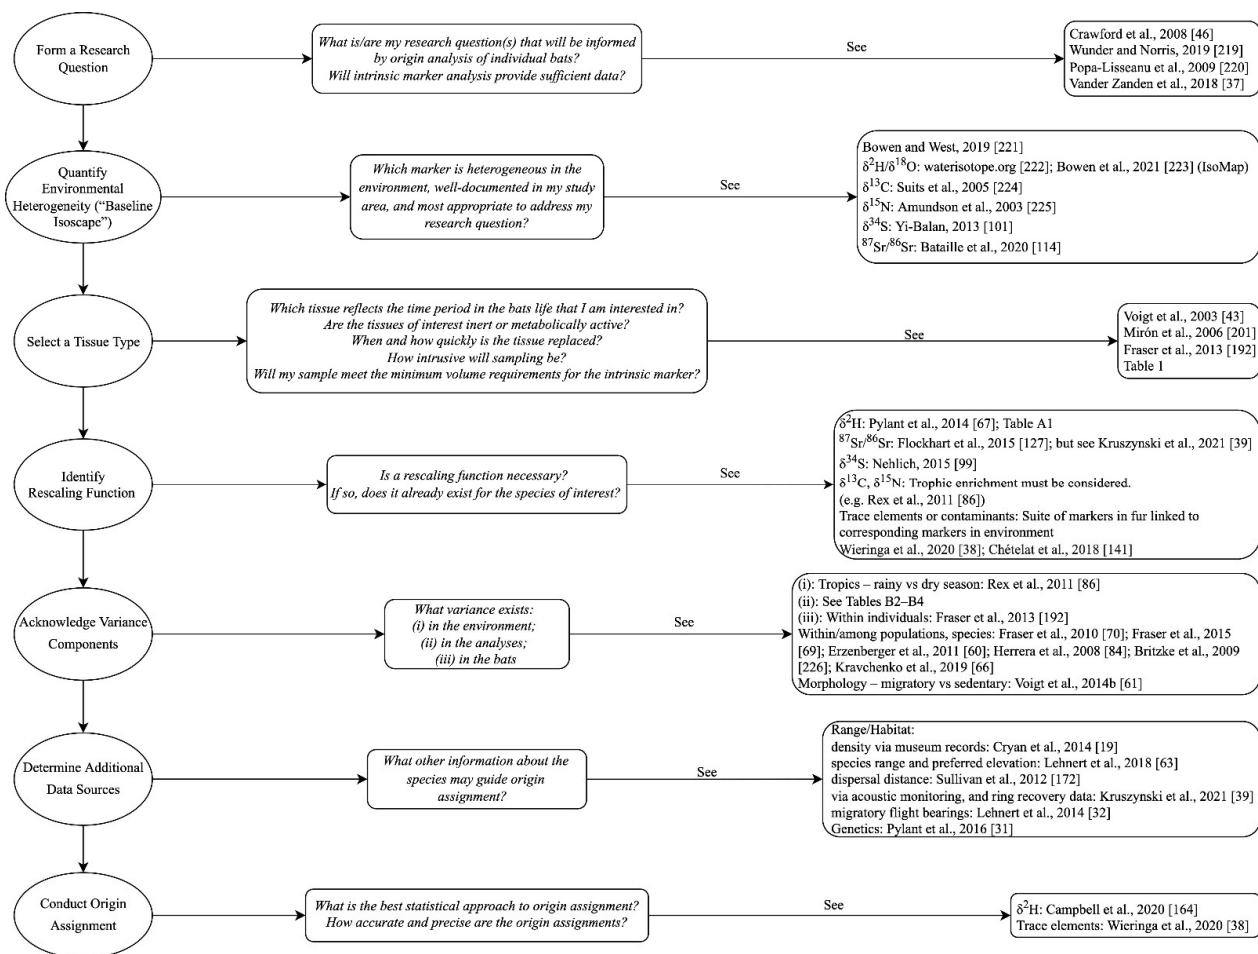 Form a Research
Question
What is/are my research question(s) that will be informed
by origin analysis of individual bats?
Will intrinsic marker analysis provide sufficient data?
See
Crawford et al., 2008 [46]
Wunder and Norris, 2019 [219]
Popa-Lisseanu et al., 2009 [220]
Vander Zanden et al., 2018 [37]
Quantify
Environmental
Heterogeneity (“Baseline
Isoscape”)
Which marker is heterogeneous in the
environment, well-documented in my study
area, and most appropriate to address my
research question?
See
Bowen and West, 2019 [221]
δ²H/δ¹⁸O: waterisotope.org [222]; Bowen et al., 2021 [223] (IsoMap)
δ¹³C: Suits et al., 2005 [224]
δ¹⁵N: Amundson et al., 2003 [225]
δ³⁴S: Yi-Balan, 2013 [101]
⁸⁷Sr/⁸⁶Sr: Bataille et al., 2020 [114]
Select a Tissue Type
Which tissue reflects the time period in the bats life that I am interested in?
Are the tissues of interest inert or metabolically active?
When and how quickly is the tissue replaced?
How intrusive will sampling be?
Will my sample meet the minimum volume requirements for the intrinsic marker?
See
Voigt et al., 2003 [43]
Mirón et al., 2006 [201]
Fraser et al., 2013 [192]
Table 1
Identify
Rescaling Function
Is a rescaling function necessary?
If so, does it already exist for the species of interest?
See
δ²H: Pylant et al., 2014 [67]; Table A1
⁸⁷Sr/⁸⁶Sr: Flockhart et al., 2015 [127]; but see Kruszynski et al., 2021 [39]
δ³⁴S: Nehlich, 2015 [99]
δ¹³C, δ¹⁵N: Trophic enrichment must be considered.
(e.g. Rex et al., 2011 [86])
Trace elements or contaminants: Suite of markers in fur linked to
corresponding markers in environment
Wieringa et al., 2020 [38]; Chételat et al., 2018 [141]
Acknowledge Variance
Components
What variance exists:
(i) in the environment;
(ii) in the analyses;
(iii) in the bats
See
(i): Tropics – rainy vs dry season: Rex et al., 2011 [86]
(ii): See Tables B2–B4
(iii): Within individuals: Fraser et al., 2013 [192]
Within/among populations, species: Fraser et al., 2010 [70]; Fraser et al., 2015
[69]; Erzenberger et al., 2011 [60]; Herrera et al., 2008 [84]; Britzke et al., 2009
[226]; Kravchenko et al., 2019 [66]
Morphology – migratory vs sedentary: Voigt et al., 2014b [61]
Determine Additional
Data Sources
What other information about the
species may guide origin
assignment?
See
Range/Habitat:
density via museum records: Cryan et al., 2014 [19]
species range and preferred elevation: Lehnert et al., 2018 [63]
dispersal distance: Sullivan et al., 2012 [172]
via acoustic monitoring, and ring recovery data: Kruszynski et al., 2021 [39]
migratory flight bearings: Lehnert et al., 2014 [32]
Genetics: Pylant et al., 2016 [31]
Conduct Origin
Assignment
What is the best statistical approach to origin assignment?
How accurate and precise are the origin assignments?
See
δ²H: Campbell et al., 2020 [164]
Trace elements: Wieringa et al., 2020 [38]